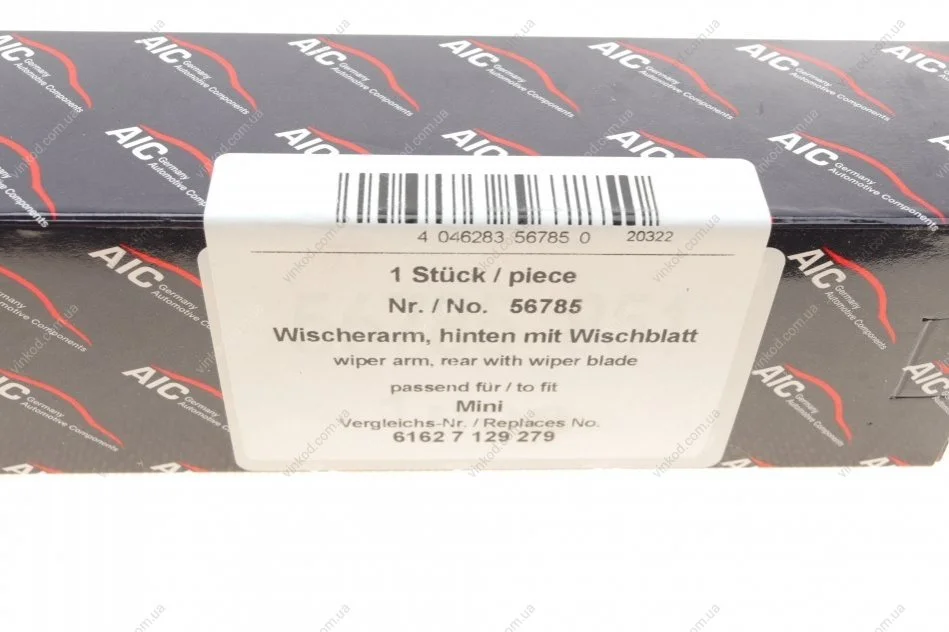 AIC Germany Automotive Components
4 046283 56785 0 20322
1 Stück / piece
Nr. / No. 56785
Wischerarm, hinten mit Wischblatt
wiper arm, rear with wiper blade
passend für / to fit
Mini
Vergleichs-Nr. / Replaces No.
6162 7 129 279
vinkod.com.ua